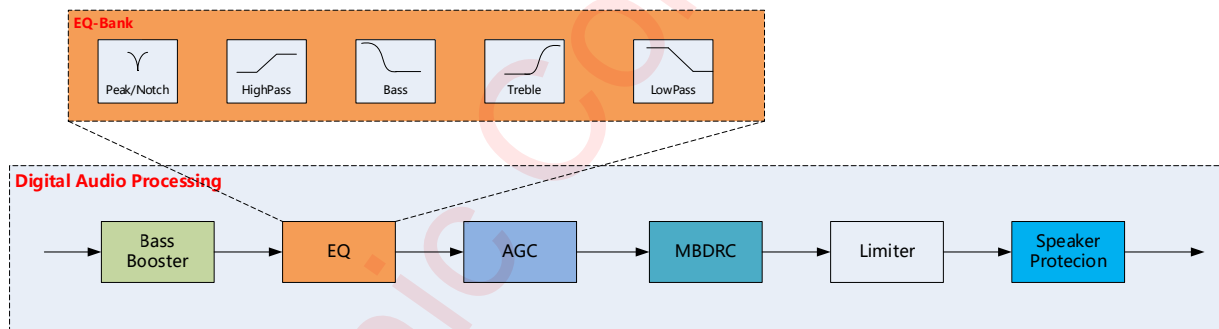 EQ-Bank
Peak/Notch
HighPass
Bass
Treble
LowPass
Digital Audio Processing
Bass
Booster
EQ
AGC
MBDRC
Limiter
Speaker
Protecion